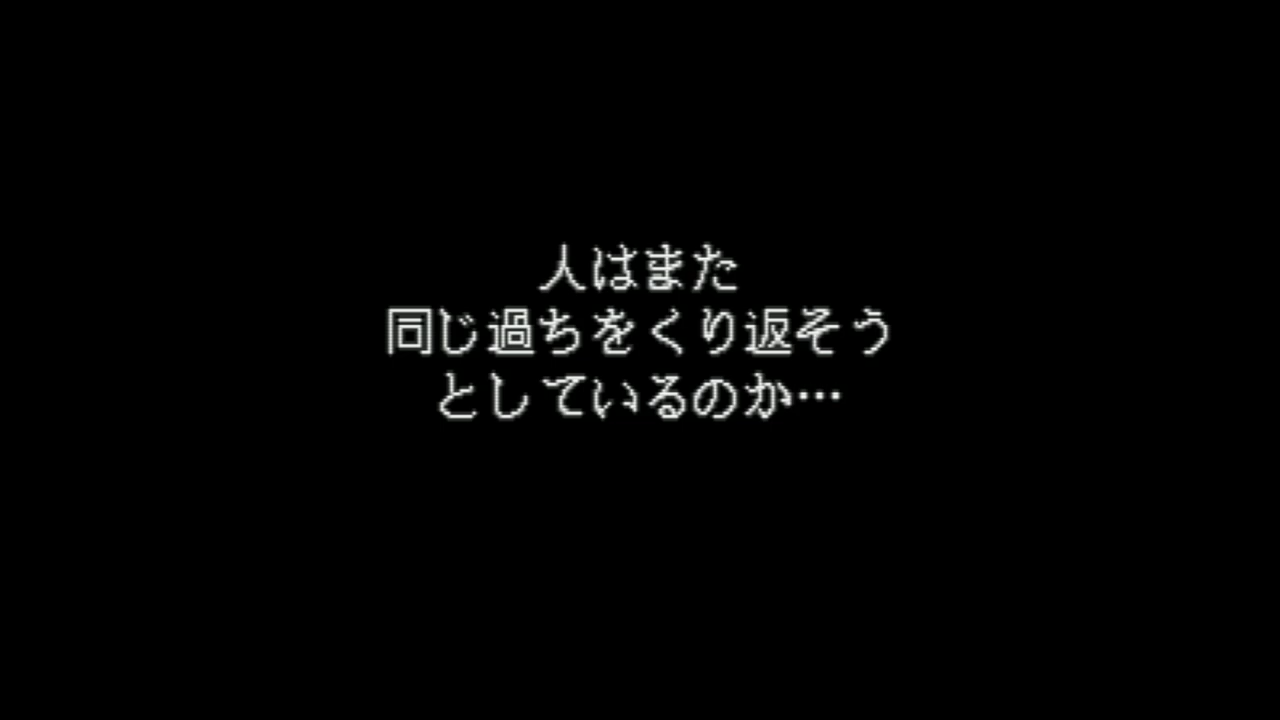 人はまた
同じ過ちをくり返そう
としているのか…